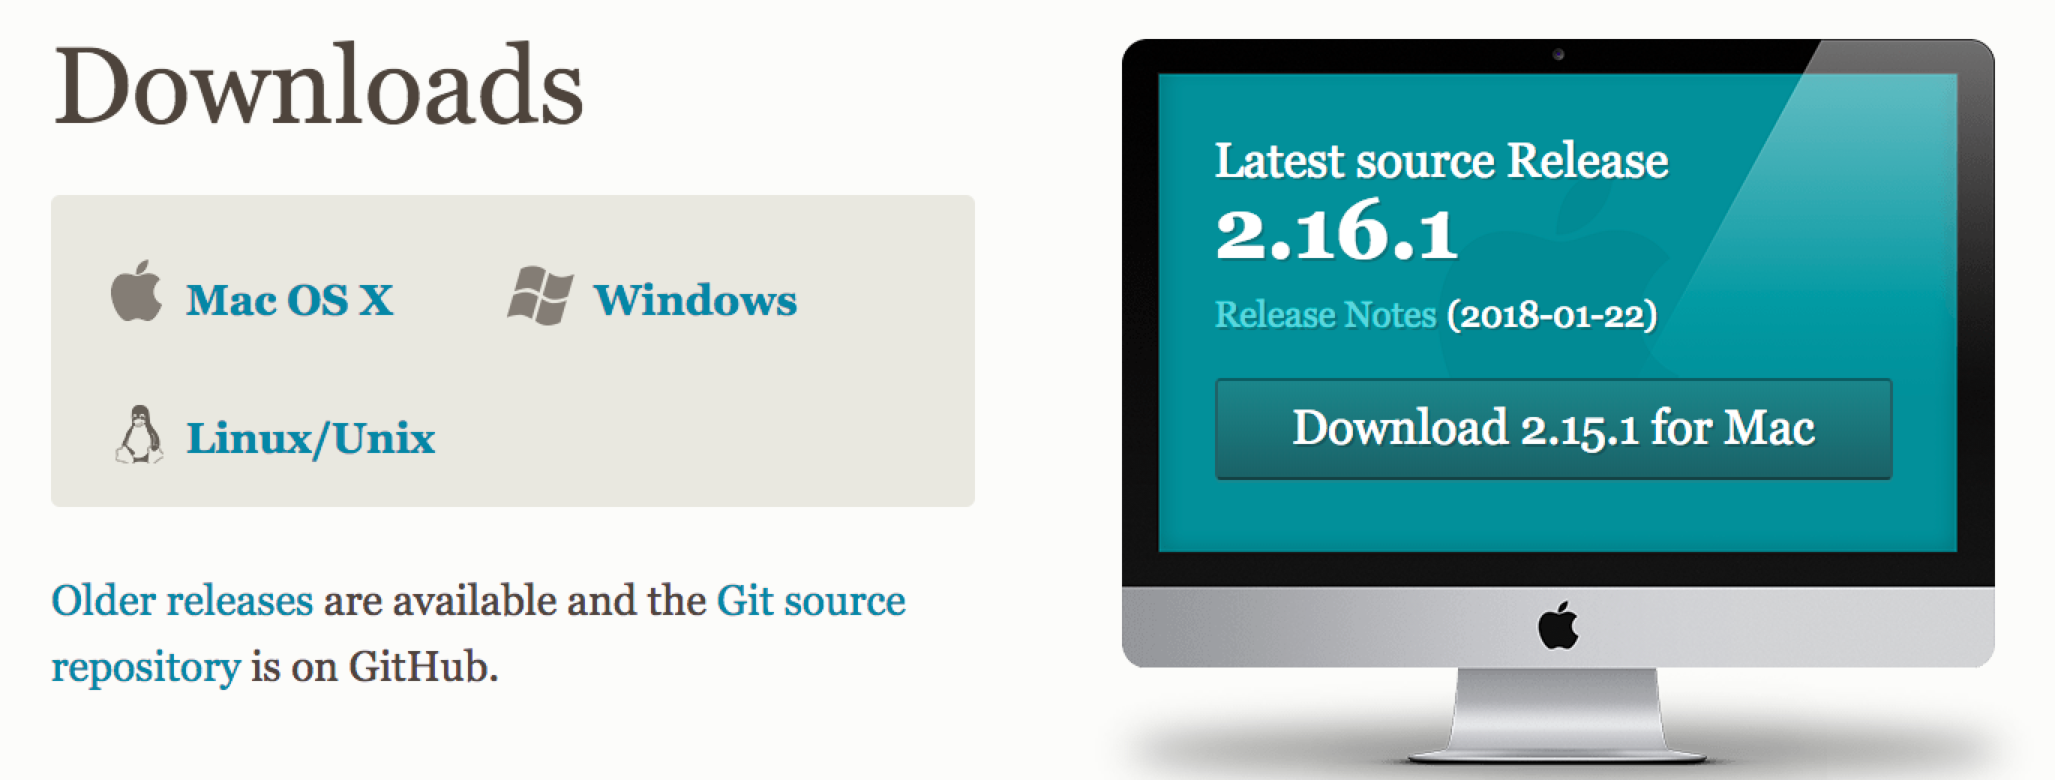 Downloads
Mac OS X
Windows
Linux/Unix
Older releases are available and the Git source
repository is on GitHub.
Latest source Release
2.16.1
Release Notes (2018-01-22)
Download 2.15.1 for Mac